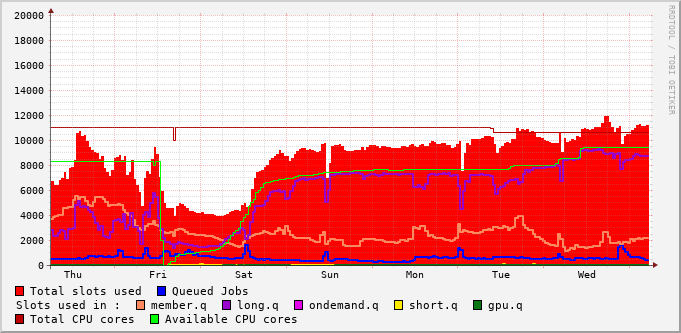 20000
18000
16000
14000
12000
10000
8000
6000
4000
2000
0
Thu Fri Sat Sun Mon Tue Wed
RRDTOOL / TOBI OETIKER
Total slots used Queued Jobs
Slots used in : member.q long.q ondemand.q short.q gpu.q
Total CPU cores Available CPU cores